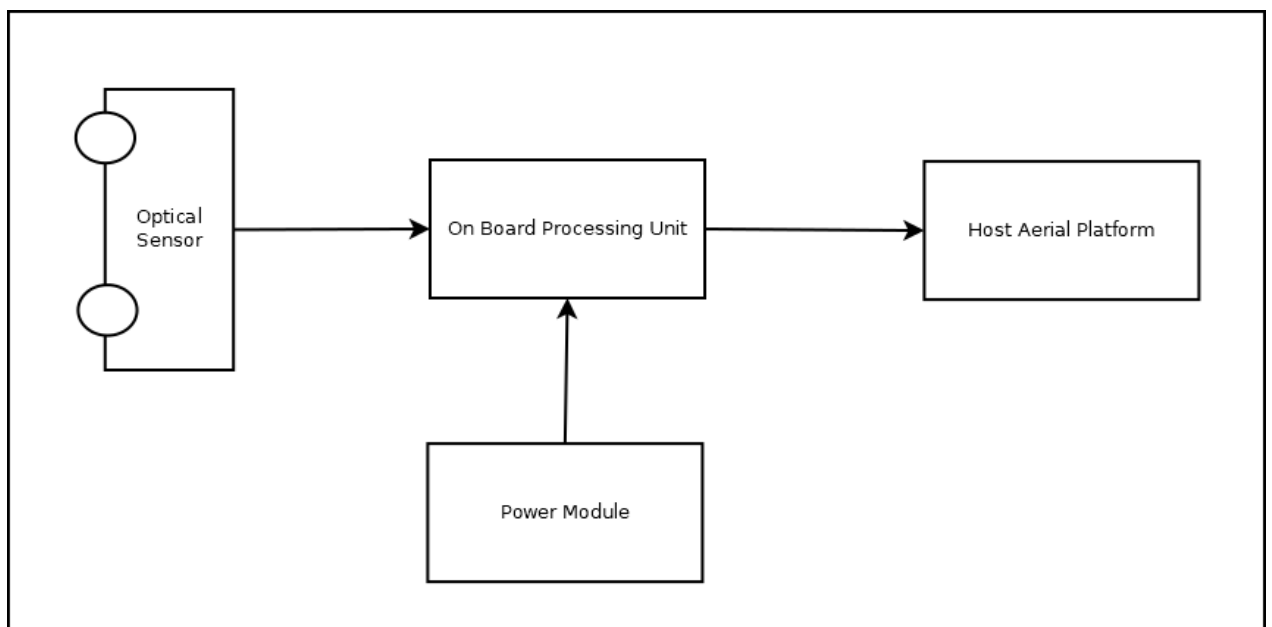 Optical
Sensor
On Board Processing Unit
Host Aerial Platform
Power Module